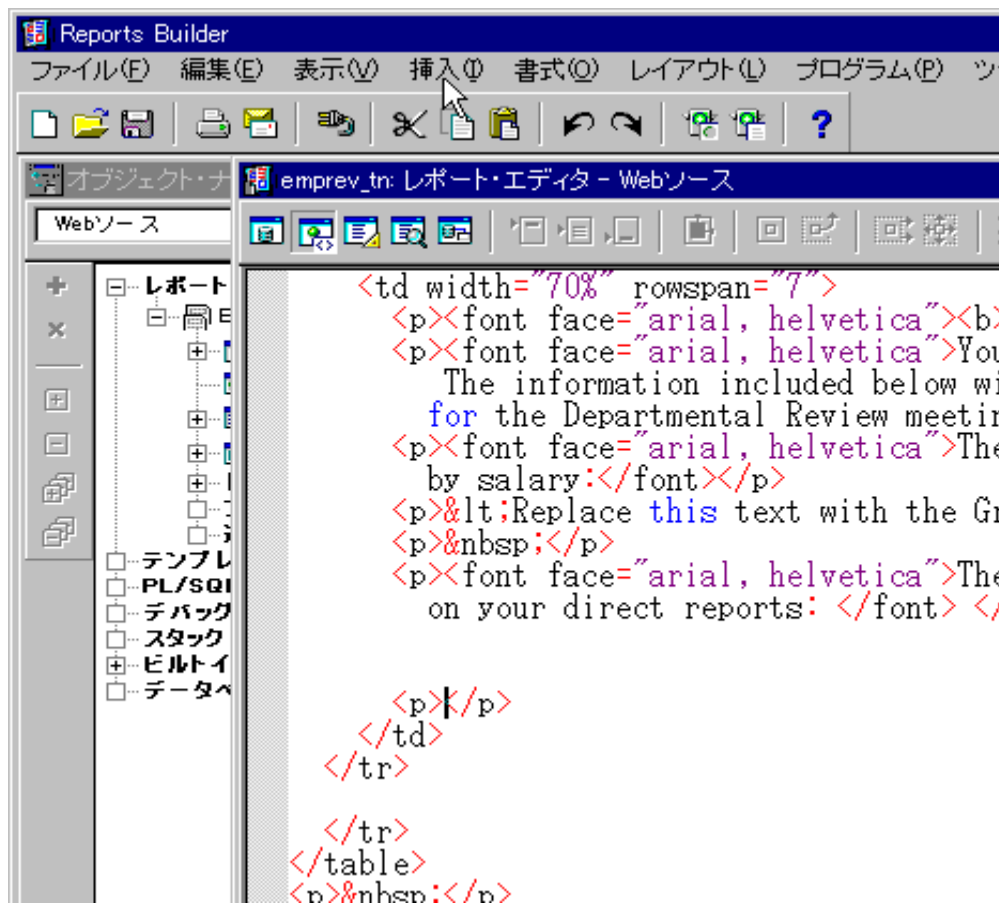 Reports Builder
ファイル(F) 編集(E) 表示(V) 挿入(I) 書式(O) レイアウト(L) プログラム(P) ツ
オブジェクト・ナ
emprev_tn: レポート・エディタ - Webソース
Webソース
レポート
テンプレ
PL/SQL
デバッグ
スタック
ビルトイ
データベ
<td width="70%" rowspan="7">
<p><font face="arial, helvetica"><b>
<p><font face="arial, helvetica">You
The information included below wi
for the Departmental Review meetin
<p><font face="arial, helvetica">The
by salary:</font></p>
<p>&lt;Replace this text with the Gr
<p>&nbsp;</p>
<p><font face="arial, helvetica">The
on your direct reports: </font> </
<p></p>
</td>
</tr>
</tr>
</table>
<p>&nbsp;</p>